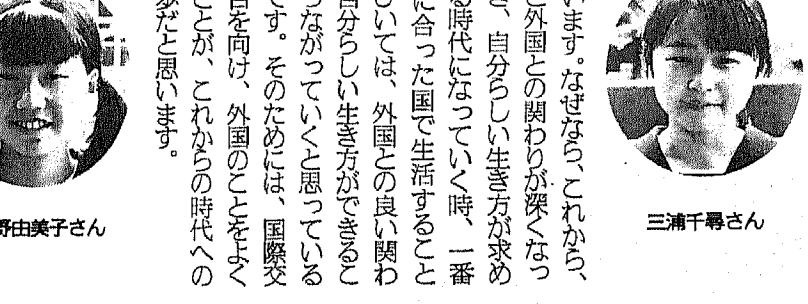 三浦千尋さん
います。なぜなら、これから、
と外国との関わりが深くなっ
き、自分らしい生き方が求め
る時代になっていく時、一番
に合った国で生活すること
しいては、外国との良い関わ
自分らしい生き方ができるこ
つながっていくと思っている
です。そのためには、国際交
目を向け、外国のことをよく
ことが、これからの時代への
歩だと思います。
野由美子さん